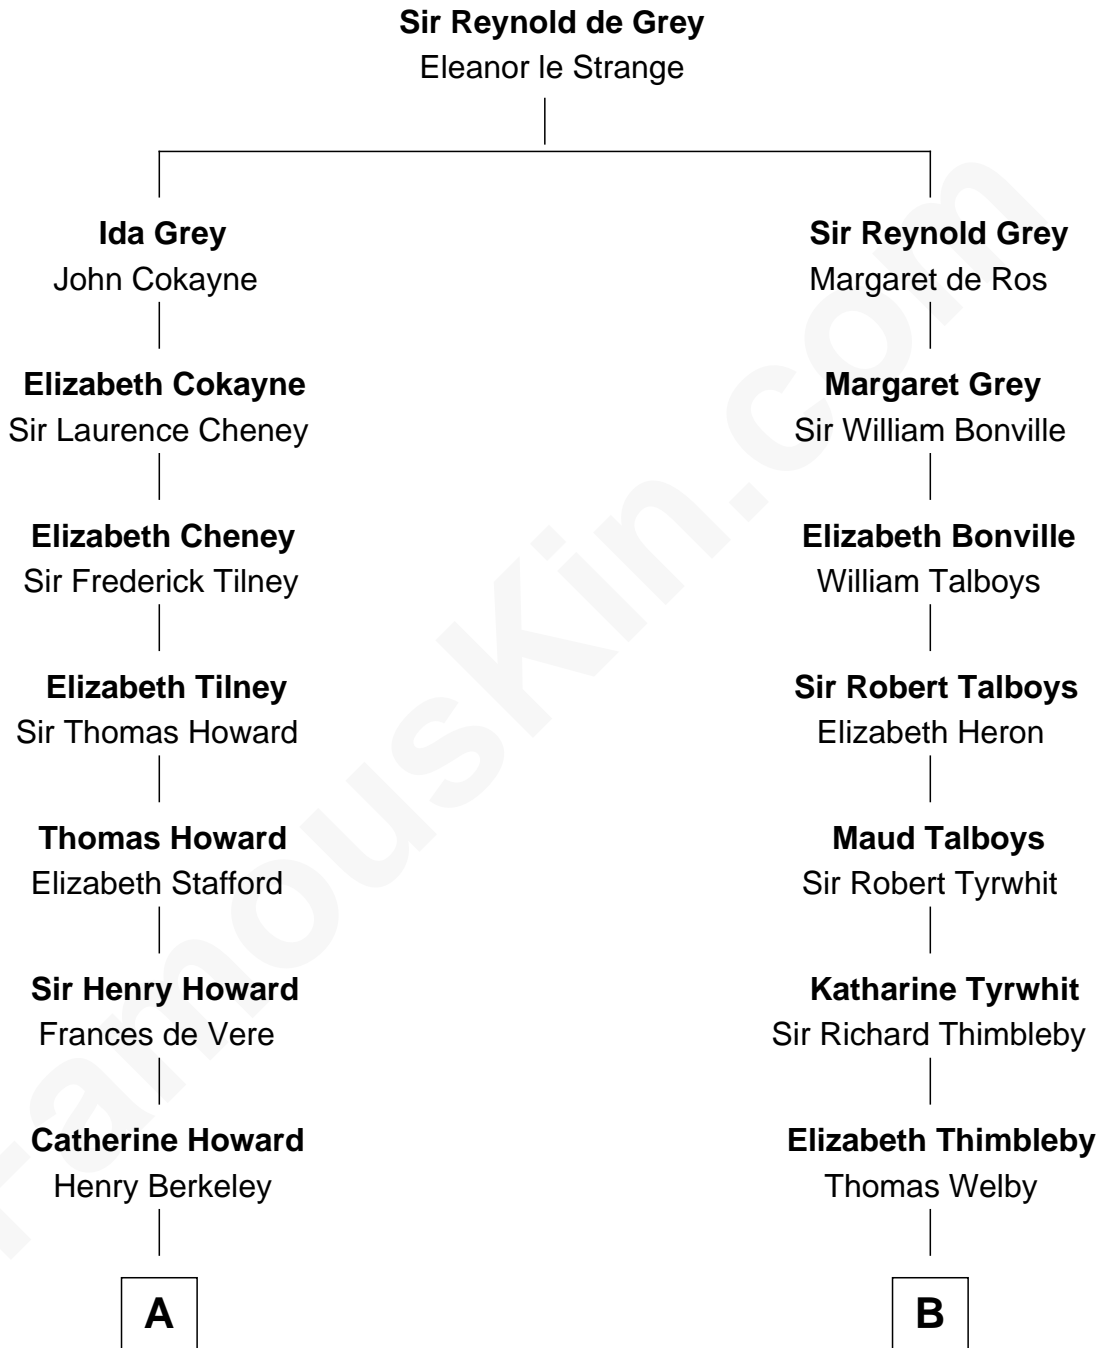 Sir Reynold de Grey
Eleanor le Strange
Ida Grey
John Cokayne
Sir Reynold Grey
Margaret de Ros
Elizabeth Cokayne
Sir Laurence Cheney
Margaret Grey
Sir William Bonville
Elizabeth Cheney
Sir Frederick Tilney
Elizabeth Bonville
William Talboys
Elizabeth Tilney
Sir Thomas Howard
Sir Robert Talboys
Elizabeth Heron
Thomas Howard
Elizabeth Stafford
Maud Talboys
Sir Robert Tyrwhit
Sir Henry Howard
Frances de Vere
Katharine Tyrwhit
Sir Richard Thimbleby
Catherine Howard
Henry Berkeley
Elizabeth Thimbleby
Thomas Welby
A
B
FamousKin.com